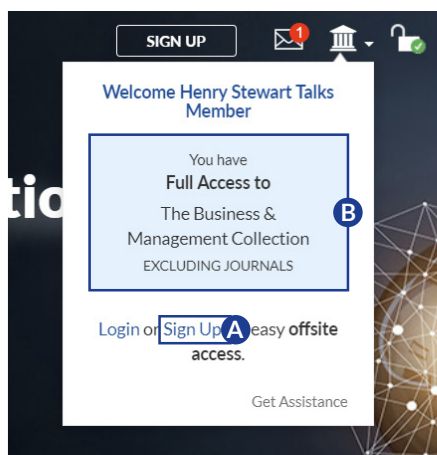 SIGN UP
1
Welcome Henry Stewart Talks
Member
You have
Full Access to
The Business &
Management Collection
EXCLUDING JOURNALS
B
tio
Login or Sign Up A easy offsite
access.
Get Assistance